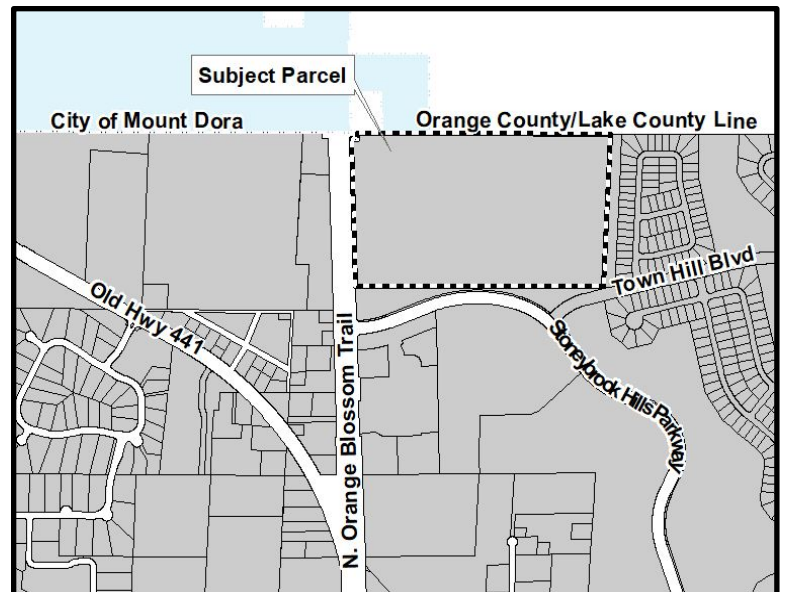 Subject Parcel
City of Mount Dora
Orange County/Lake County Line
Town Hill Blvd
Old Hwy 441
Stoneybrook Hills Parkway
N. Orange Blossom Trail